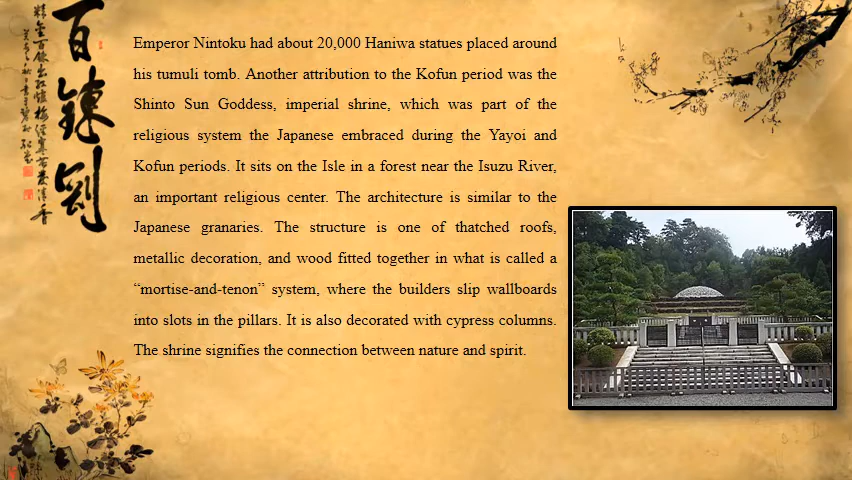 百鍊剛
Emperor Nintoku had about 20,000 Haniwa statues placed around
his tumuli tomb. Another attribution to the Kofun period was the
Shinto Sun Goddess, imperial shrine, which was part of the
religious system the Japanese embraced during the Yayoi and
Kofun periods. It sits on the Isle in a forest near the Isuzu River,
an important religious center. The architecture is similar to the
Japanese granaries. The structure is one of thatched roofs,
metallic decoration, and wood fitted together in what is called a
“mortise-and-tenon” system, where the builders slip wallboards
into slots in the pillars. It is also decorated with cypress columns.
The shrine signifies the connection between nature and spirit.